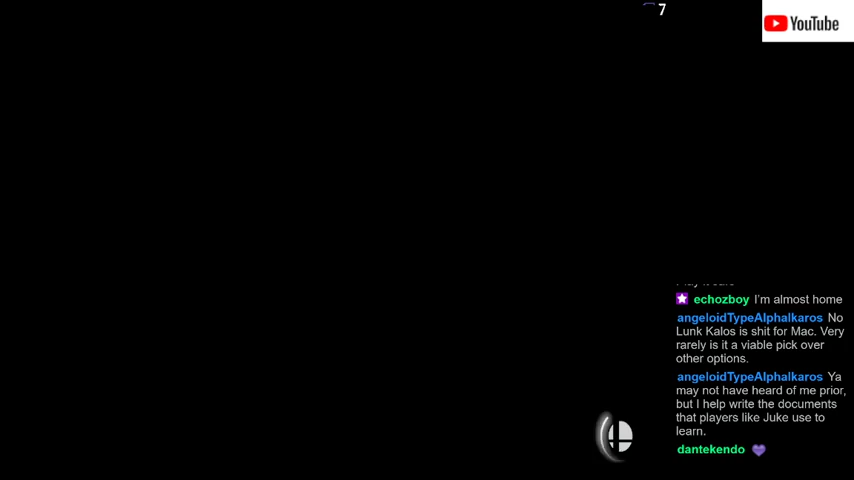 7
YouTube
echozboy I'm almost home
angeloidTypeAlphaIkaros No
Lunk Kalos is shit for Mac. Very
rarely is it a viable pick over
other options.
angeloidTypeAlphaIkaros Ya
may not have heard of me prior,
but I help write the documents
that players like Juke use to
learn.
dantekendo